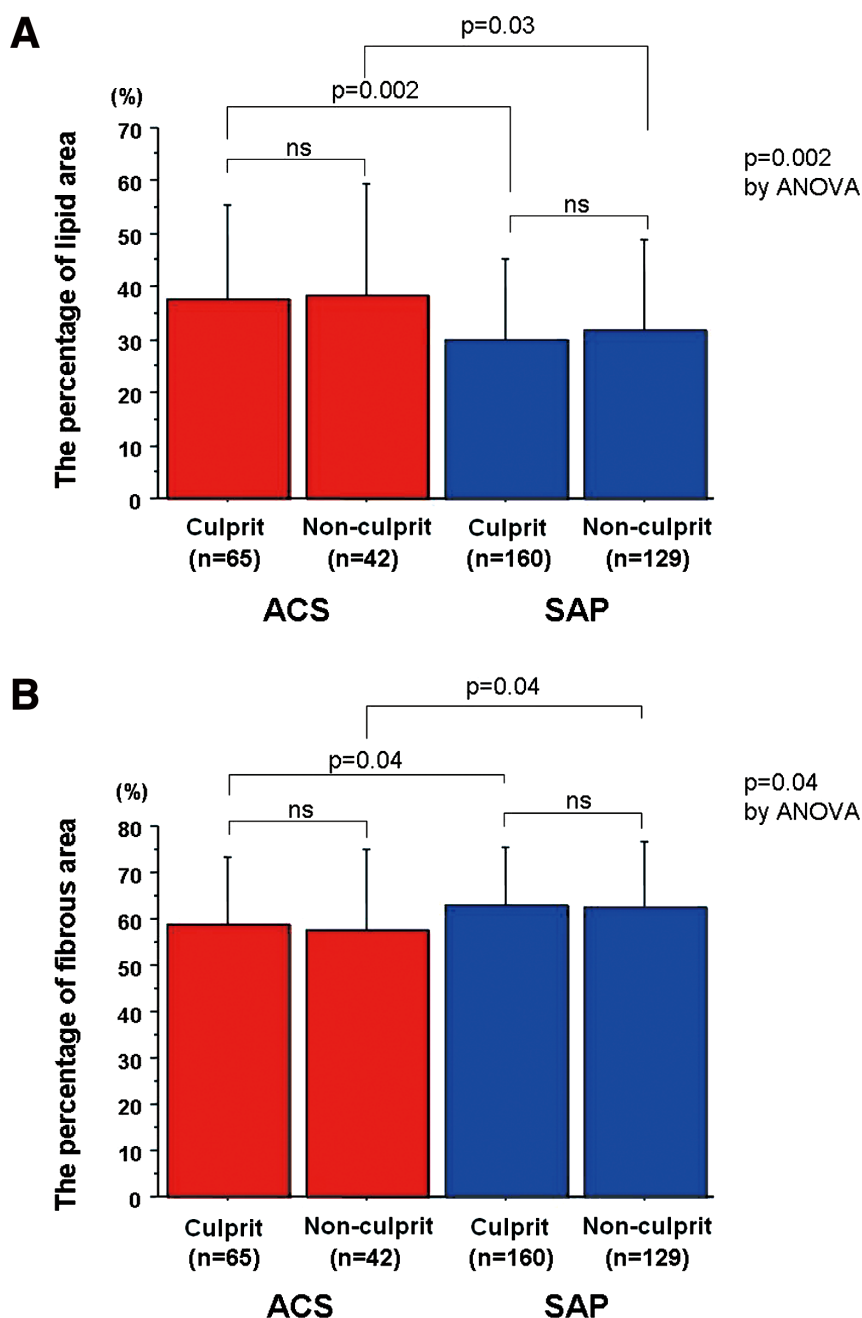 A
p=0.03
(%)
p=0.002
ns
ns
p=0.002
by ANOVA
The percentage of lipid area
70
60
50
40
30
20
10
0
Culprit Non-culprit Culprit Non-culprit
(n=65) (n=42) (n=160) (n=129)
ACS SAP
B
p=0.04
p=0.04
(%)
ns
ns
p=0.04
by ANOVA
The percentage of fibrous area
80
70
60
50
40
30
20
10
0
Culprit Non-culprit Culprit Non-culprit
(n=65) (n=42) (n=160) (n=129)
ACS SAP